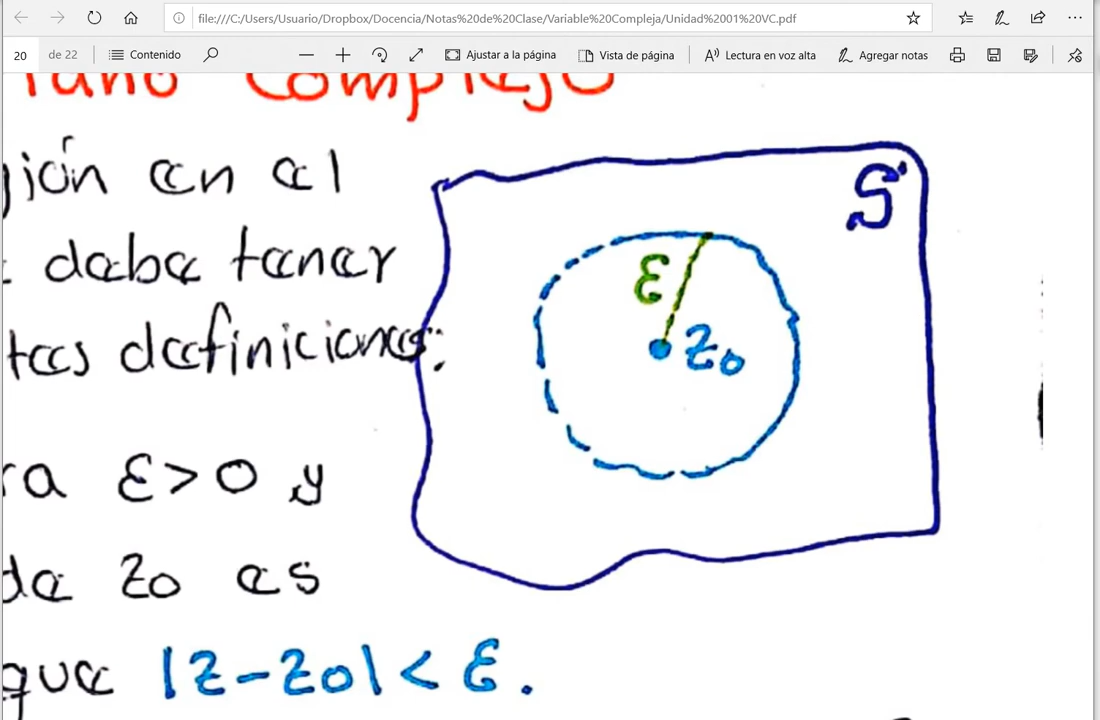 file:///C:/Users/Usuario/Dropbox/Docencia/Notas%20de%20Clase/Variable%20Compleja/Unidad%2001%20VC.pdf
20 de 22 Contenido Ajustar a la página Vista de página Lectura en voz alta Agregar notas
lano Complejo
gión en el
S
debe tener
ε
tes definiciones:
z₀
ra ε>0 y
de z₀ es
que |z-z₀|<ε.